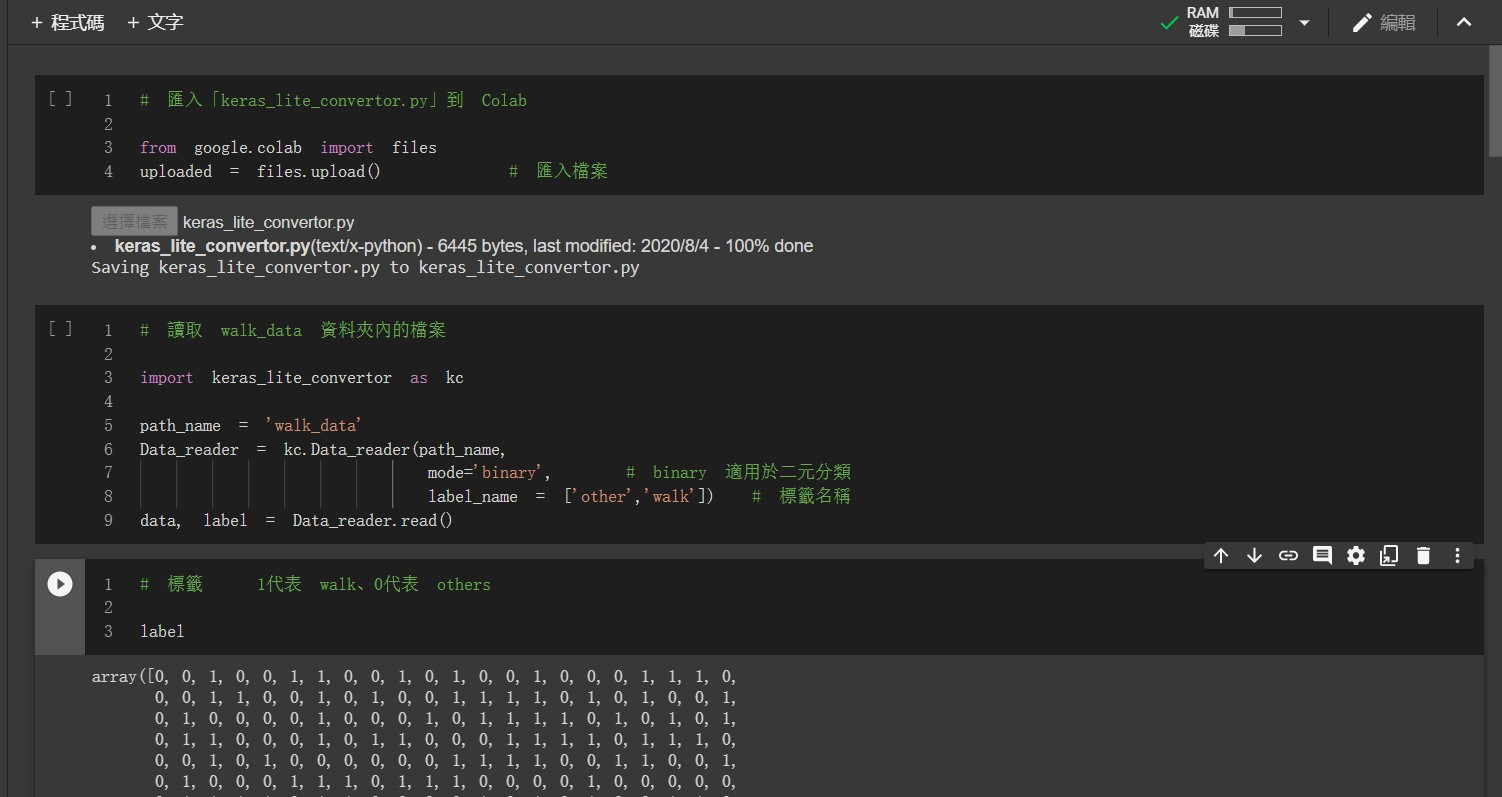 + 程式碼 + 文字
RAM
磁碟
編輯
[ ] 1 # 匯入「keras_lite_convertor.py」到 Colab
2
3 from google.colab import files
4 uploaded = files.upload() # 匯入檔案
選擇檔案 keras_lite_convertor.py
• keras_lite_convertor.py(text/x-python) - 6445 bytes, last modified: 2020/8/4 - 100% done
Saving keras_lite_convertor.py to keras_lite_convertor.py
[ ] 1 # 讀取 walk_data 資料夾內的檔案
2
3 import keras_lite_convertor as kc
4
5 path_name = 'walk_data'
6 Data_reader = kc.Data_reader(path_name,
7 mode='binary', # binary 適用於二元分類
8 label_name = ['other','walk']) # 標籤名稱
9 data, label = Data_reader.read()
1 # 標籤 1代表 walk、0代表 others
2
3 label
array([0, 0, 1, 0, 0, 1, 1, 0, 0, 1, 0, 1, 0, 0, 1, 0, 0, 0, 1, 1, 1, 0,
0, 0, 1, 1, 0, 0, 1, 0, 1, 0, 0, 1, 1, 1, 1, 0, 1, 0, 1, 0, 0, 1,
0, 1, 0, 0, 0, 0, 1, 0, 0, 0, 1, 0, 1, 1, 1, 1, 0, 1, 0, 1, 0, 1,
0, 1, 1, 0, 0, 1, 0, 1, 1, 0, 0, 0, 1, 1, 1, 1, 0, 1, 1, 1, 0,
0, 0, 1, 0, 1, 0, 0, 0, 0, 0, 0, 1, 1, 1, 1, 0, 0, 1, 1, 0, 0, 1,
0, 1, 0, 0, 0, 1, 1, 1, 0, 1, 1, 1, 0, 0, 0, 0, 1, 0, 0, 0, 0, 0,